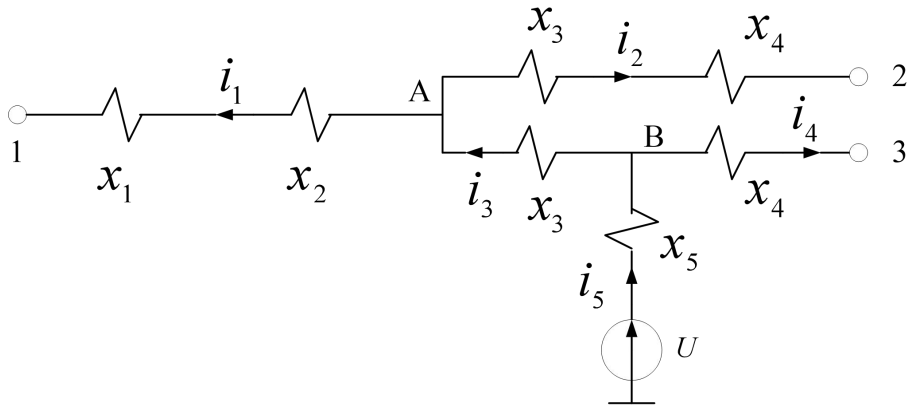 x₃ i₂ x₄
2
A
i₁
1
x₁ x₂
B
i₄
3
i₃ x₃ x₄
x₅
i₅
U